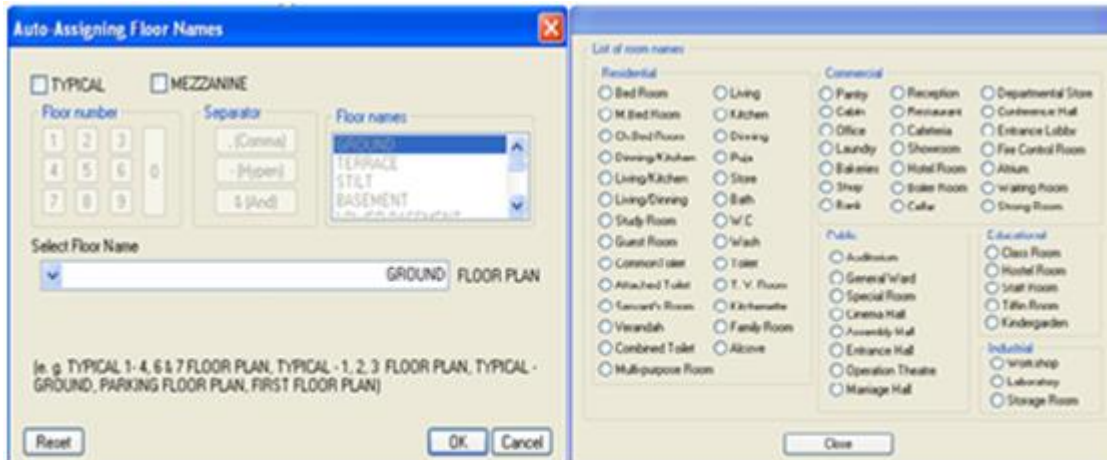 Auto-Assigning Floor Names
TYPICAL MEZZANINE
Floor number
1 2 3
4 5 6 0
7 8 9
Separator
, (Comma)
- (Hypen)
& (And)
Floor names
GROUND
TERRACE
STILT
BASEMENT
LOWER BASEMENT
Select Floor Name
GROUND FLOOR PLAN
(e. g. TYPICAL 1- 4, 6 & 7 FLOOR PLAN, TYPICAL - 1, 2, 3 FLOOR PLAN, TYPICAL -
GROUND, PARKING FLOOR PLAN, FIRST FLOOR PLAN)
Reset OK Cancel
List of room names
Residential
Bed Room Living
M.Bed Room Kitchen
Ch.Bed Room Dinning
Dinning/Kitchen Puja
Living/Kitchen Store
Living/Dinning Bath
Study Room W.C
Guest Room Wash
CommonToilet Toilet
Attached Toilet T. V. Room
Servant's Room Kitchenette
Verandah Family Room
Combined Toilet Alcove
Multi-purpose Room
Commercial
Pantry Reception Departmental Store
Cabin Restaurant Conference Hall
Office Cafeteria Entrance Lobby
Laundry Showroom Fire Control Room
Bakeries Hotel Room Atrium
Shop Boiler Room Waiting Room
Bank Cellar Strong Room
Public
Auditorium
General Ward
Special Room
Cinema Hall
Assembly Hall
Entrance Hall
Operation Theatre
Marriage Hall
Educational
Class Room
Hostel Room
Staff Room
Tiffin Room
Kindergarden
Industrial
Workshop
Laboratory
Storage Room
Close